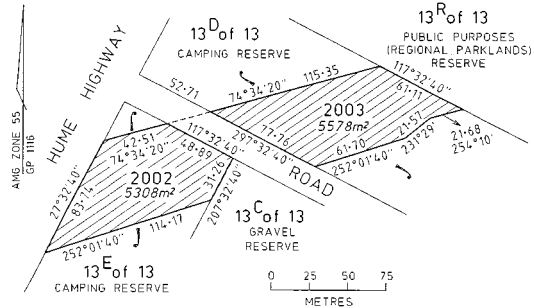 13D of 13
CAMPING RESERVE
13R of 13
PUBLIC PURPOSES
(REGIONAL PARKLANDS)
RESERVE
HUME HIGHWAY
AMG ZONE 55
GP 1116
52·71
74°34'20"
115·35
117°32'40"
61·11
2003
5578m²
77·76
297°32'40"
61·70
252°01'40"
21·57
231°29'
21·68
254°10'
ROAD
42·51
74°34'20"
117°32'40"
48·89
2002
5308m²
31·26
207°32'40"
27°32'40"
83·14
252°01'40"
114·17
13C of 13
GRAVEL
RESERVE
13E of 13
CAMPING RESERVE
0 25 50 75
METRES